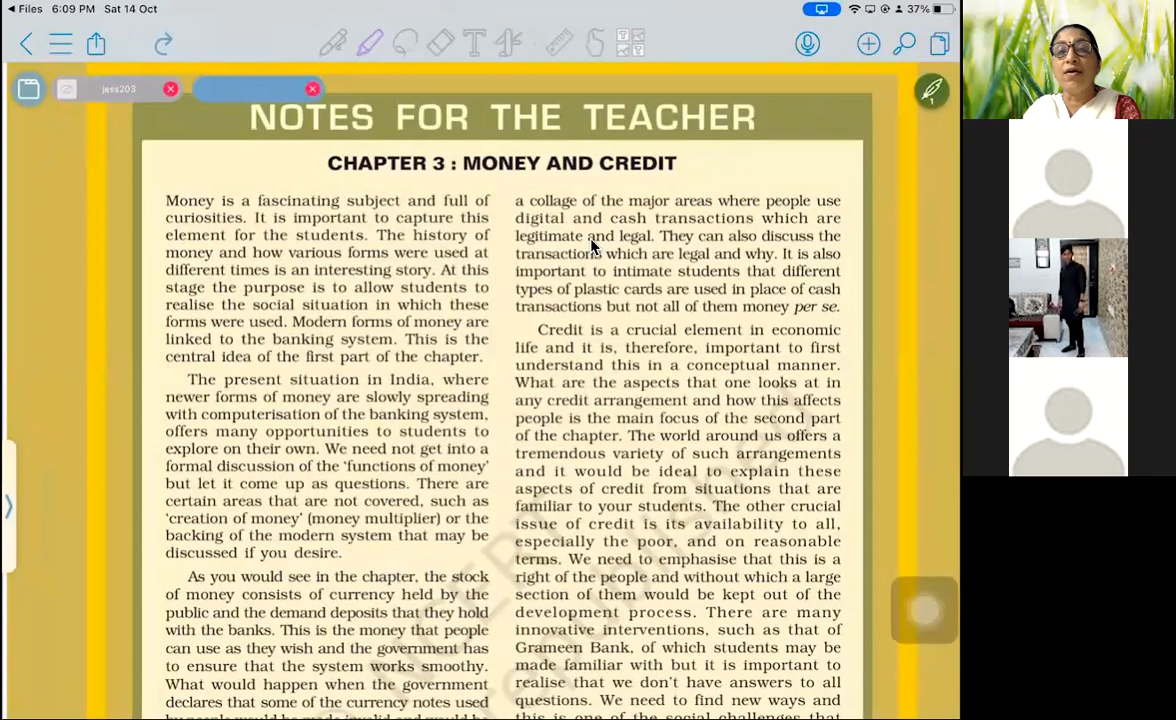 Files 6:09 PM Sat 14 Oct
37%
jess203
NOTES FOR THE TEACHER
CHAPTER 3 : MONEY AND CREDIT
Money is a fascinating subject and full of
curiosities. It is important to capture this
element for the students. The history of
money and how various forms were used at
different times is an interesting story. At this
stage the purpose is to allow students to
realise the social situation in which these
forms were used. Modern forms of money are
linked to the banking system. This is the
central idea of the first part of the chapter.
The present situation in India, where
newer forms of money are slowly spreading
with computerisation of the banking system,
offers many opportunities to students to
explore on their own. We need not get into a
formal discussion of the ‘functions of money’
but let it come up as questions. There are
certain areas that are not covered, such as
‘creation of money’ (money multiplier) or the
backing of the modern system that may be
discussed if you desire.
As you would see in the chapter, the stock
of money consists of currency held by the
public and the demand deposits that they hold
with the banks. This is the money that people
can use as they wish and the government has
to ensure that the system works smoothy.
What would happen when the government
declares that some of the currency notes used
by people would be made invalid and would be
a collage of the major areas where people use
digital and cash transactions which are
legitimate and legal. They can also discuss the
transactions which are legal and why. It is also
important to intimate students that different
types of plastic cards are used in place of cash
transactions but not all of them money per se.
Credit is a crucial element in economic
life and it is, therefore, important to first
understand this in a conceptual manner.
What are the aspects that one looks at in
any credit arrangement and how this affects
people is the main focus of the second part
of the chapter. The world around us offers a
tremendous variety of such arrangements
and it would be ideal to explain these
aspects of credit from situations that are
familiar to your students. The other crucial
issue of credit is its availability to all,
especially the poor, and on reasonable
terms. We need to emphasise that this is a
right of the people and without which a large
section of them would be kept out of the
development process. There are many
innovative interventions, such as that of
Grameen Bank, of which students may be
made familiar with but it is important to
realise that we don’t have answers to all
questions. We need to find new ways and
this is one of the social challenges that
NCERT
republished